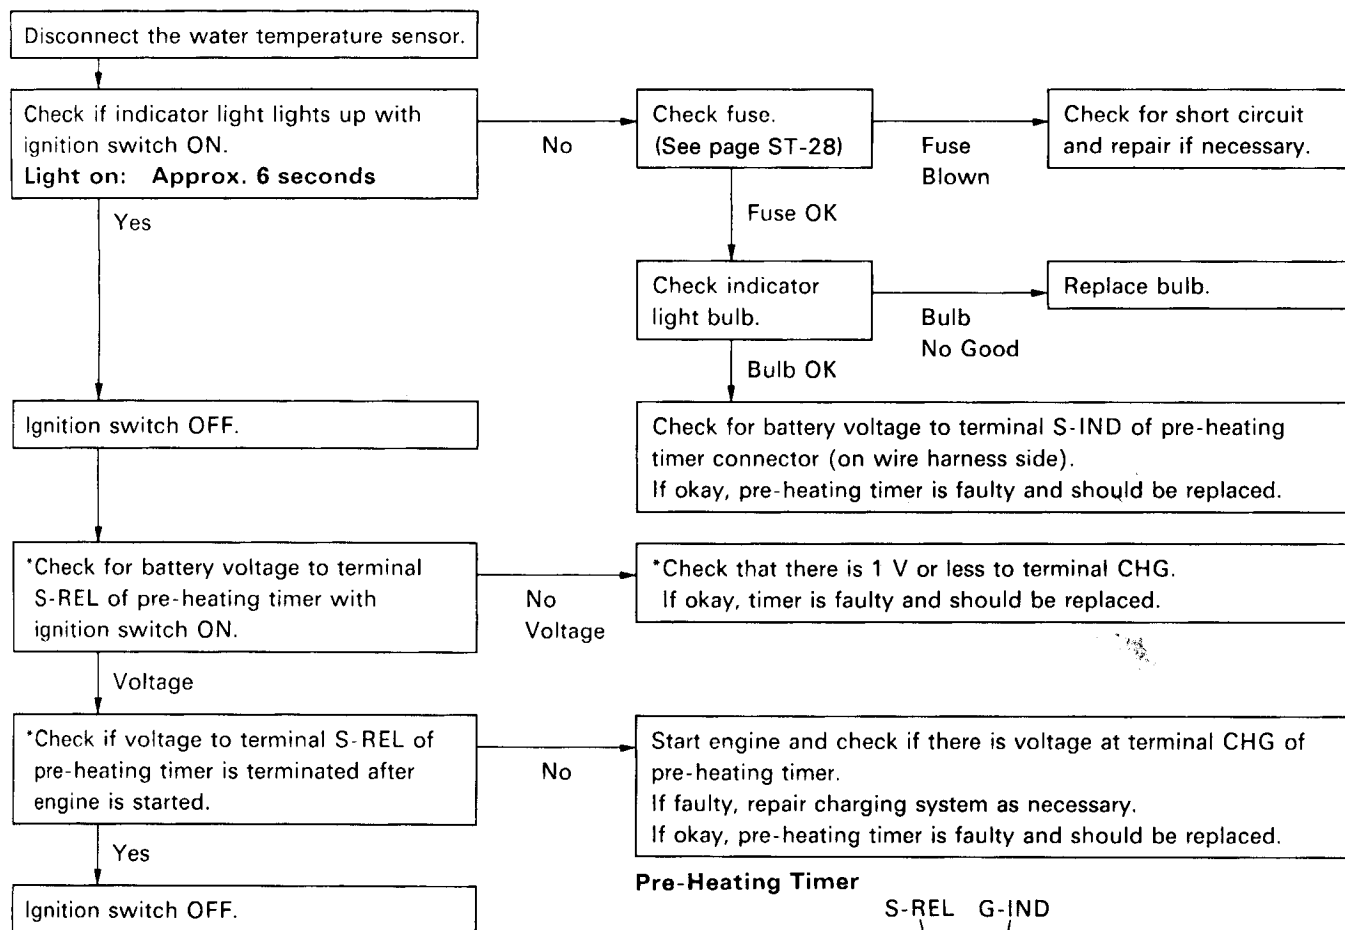 Disconnect the water temperature sensor.
Check if indicator light lights up with
ignition switch ON.
Light on: Approx. 6 seconds
No
Check fuse.
(See page ST-28)
Fuse
Blown
Check for short circuit
and repair if necessary.
Yes
Fuse OK
Check indicator
light bulb.
Bulb
No Good
Replace bulb.
Bulb OK
Ignition switch OFF.
Check for battery voltage to terminal S-IND of pre-heating
timer connector (on wire harness side).
If okay, pre-heating timer is faulty and should be replaced.
*Check for battery voltage to terminal
S-REL of pre-heating timer with
ignition switch ON.
No
Voltage
*Check that there is 1 V or less to terminal CHG.
If okay, timer is faulty and should be replaced.
Voltage
*Check if voltage to terminal S-REL of
pre-heating timer is terminated after
engine is started.
No
Start engine and check if there is voltage at terminal CHG of
pre-heating timer.
If faulty, repair charging system as necessary.
If okay, pre-heating timer is faulty and should be replaced.
Yes
Pre-Heating Timer
Ignition switch OFF.
S-REL G-IND